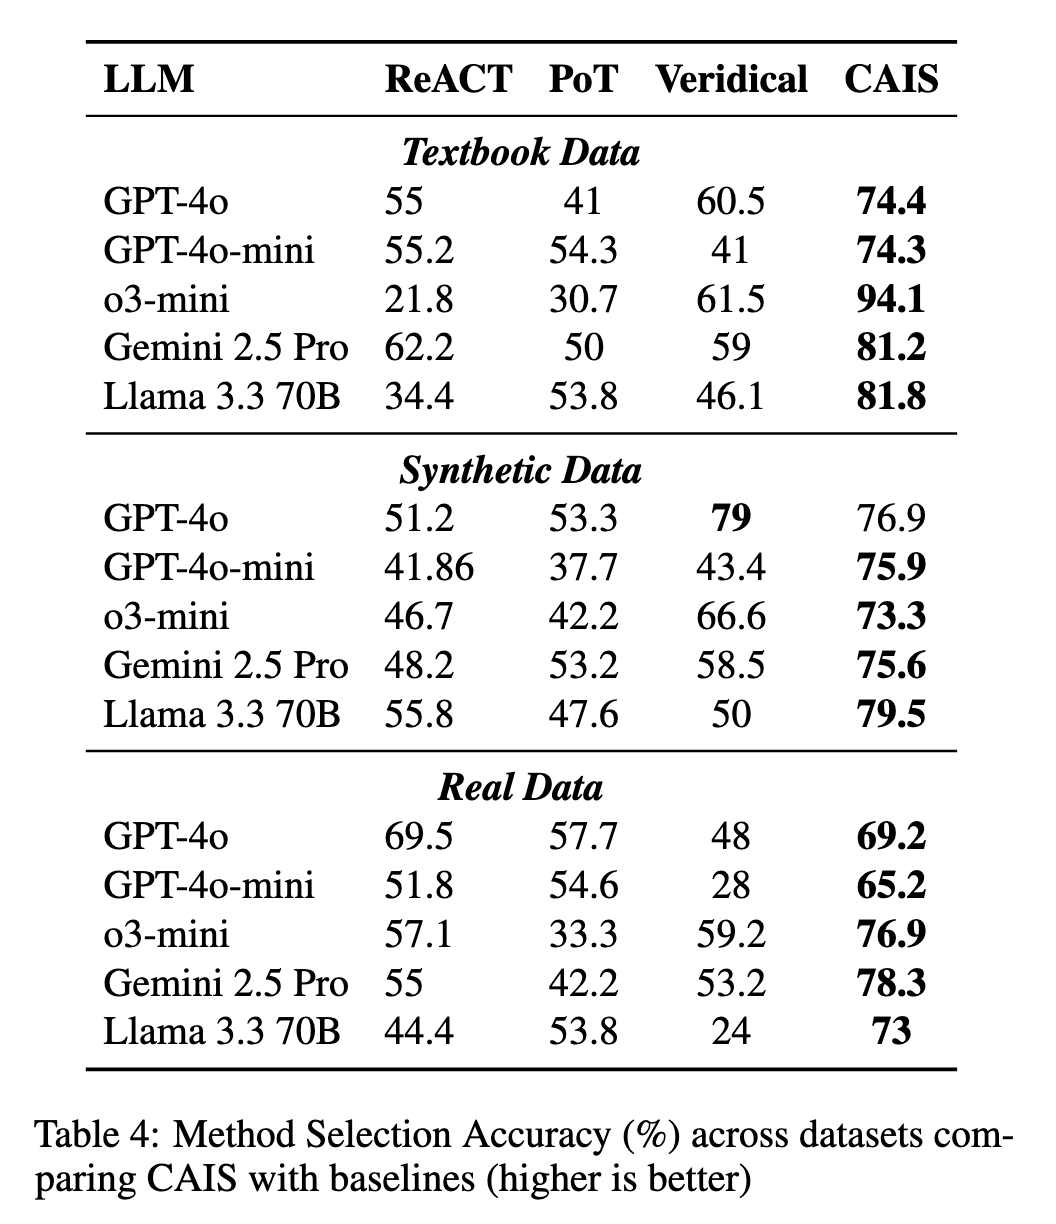 LLM ReACT PoT Veridical CAIS
Textbook Data
GPT-4o 55 41 60.5 74.4
GPT-4o-mini 55.2 54.3 41 74.3
o3-mini 21.8 30.7 61.5 94.1
Gemini 2.5 Pro 62.2 50 59 81.2
Llama 3.3 70B 34.4 53.8 46.1 81.8
Synthetic Data
GPT-4o 51.2 53.3 79 76.9
GPT-4o-mini 41.86 37.7 43.4 75.9
o3-mini 46.7 42.2 66.6 73.3
Gemini 2.5 Pro 48.2 53.2 58.5 75.6
Llama 3.3 70B 55.8 47.6 50 79.5
Real Data
GPT-4o 69.5 57.7 48 69.2
GPT-4o-mini 51.8 54.6 28 65.2
o3-mini 57.1 33.3 59.2 76.9
Gemini 2.5 Pro 55 42.2 53.2 78.3
Llama 3.3 70B 44.4 53.8 24 73
Table 4: Method Selection Accuracy (%) across datasets com-
paring CAIS with baselines (higher is better)